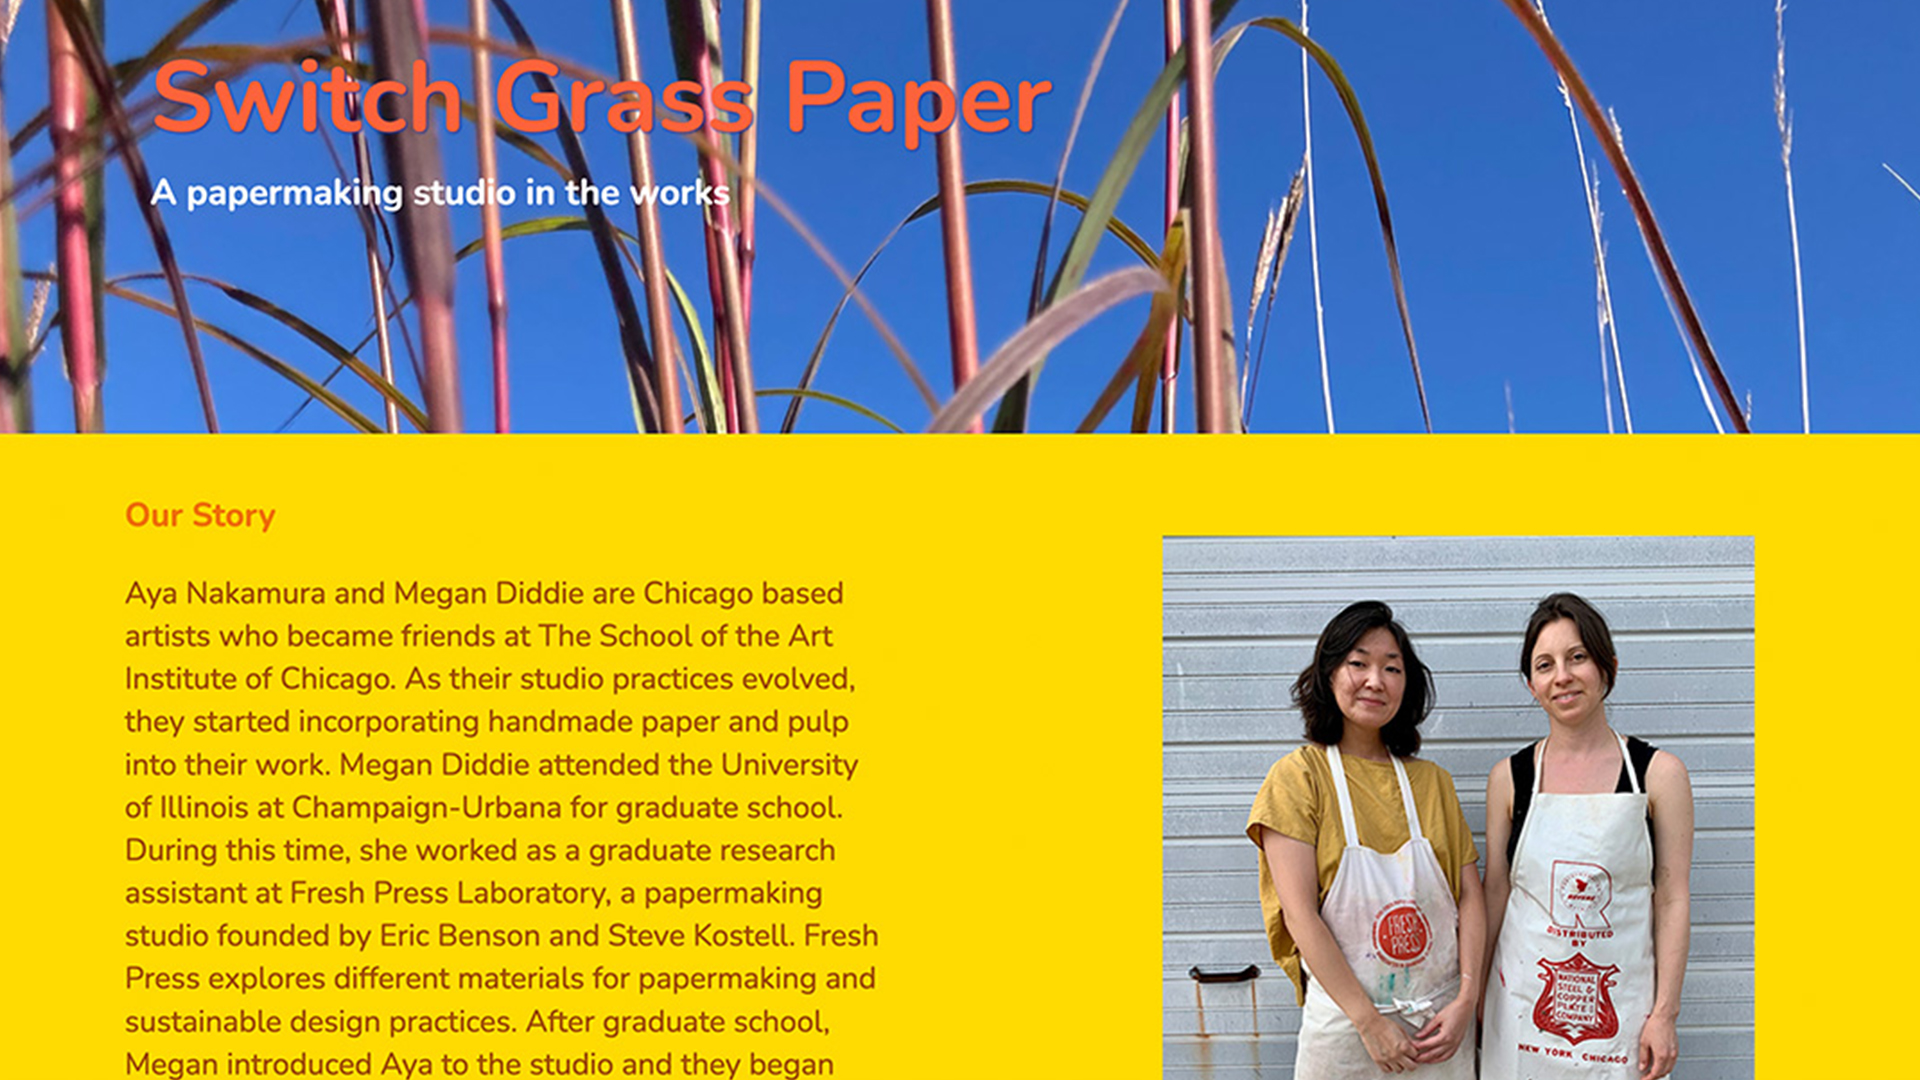 Switch Grass Paper
A papermaking studio in the works
Our Story
Aya Nakamura and Megan Diddie are Chicago based
artists who became friends at The School of the Art
Institute of Chicago. As their studio practices evolved,
they started incorporating handmade paper and pulp
into their work. Megan Diddie attended the University
of Illinois at Champaign-Urbana for graduate school.
During this time, she worked as a graduate research
assistant at Fresh Press Laboratory, a papermaking
studio founded by Eric Benson and Steve Kostell. Fresh
Press explores different materials for papermaking and
sustainable design practices. After graduate school,
Megan introduced Aya to the studio and they began
FRESH
PRESS
R
REVERE
DISTRIBUTED
BY
NATIONAL
STEEL &
COPPER
PLATE
COMPANY
NEW YORK CHICAGO